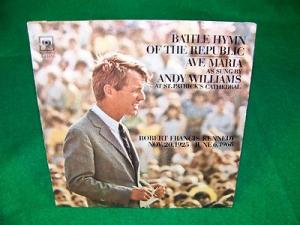 BATTLE HYMN
OF THE REPUBLIC
AVE MARIA
AS SUNG BY
ANDY WILLIAMS
AT ST. PATRICK'S CATHEDRAL
ROBERT FRANCIS KENNEDY
NOV. 20, 1925 JUNE 6, 1968